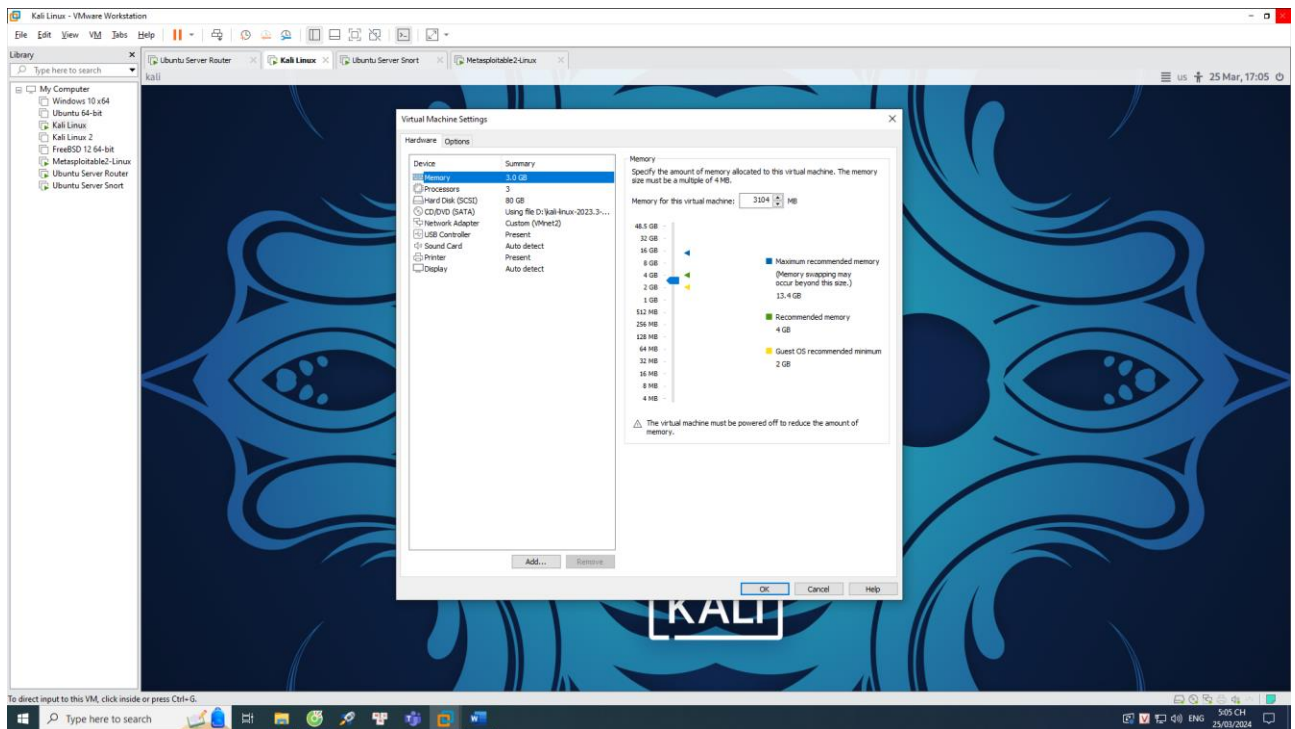 Kali Linux - VMware Workstation
File Edit View VM Tabs Help
Library
Type here to search
My Computer
Windows 10 x64
Ubuntu 64-bit
Kali Linux
Kali Linux 2
FreeBSD 12 64-bit
Metasploitable2-Linux
Ubuntu Server Router
Ubuntu Server Snort
Ubuntu Server Router Kali Linux Ubuntu Server Snort Metasploitable2-Linux
kali us 25 Mar, 17:05
Virtual Machine Settings
Hardware Options
Device Summary
Memory 3.0 GB
Processors 3
Hard Disk (SCSI) 80 GB
CD/DVD (SATA) Using file D:\kali-linux-2023.3-...
Network Adapter Custom (VMnet2)
USB Controller Present
Sound Card Auto detect
Printer Present
Display Auto detect
Add... Remove
Memory
Specify the amount of memory allocated to this virtual machine. The memory
size must be a multiple of 4 MB.
Memory for this virtual machine: 3104 MB
48.5 GB
32 GB
16 GB
8 GB
4 GB
2 GB
1 GB
512 MB
256 MB
128 MB
64 MB
32 MB
16 MB
8 MB
4 MB
Maximum recommended memory
(Memory swapping may
occur beyond this size.)
13.4 GB
Recommended memory
4 GB
Guest OS recommended minimum
2 GB
The virtual machine must be powered off to reduce the amount of
memory.
OK Cancel Help
KALI
To direct input to this VM, click inside or press Ctrl+G.
Type here to search
ENG
5:05 CH
25/03/2024